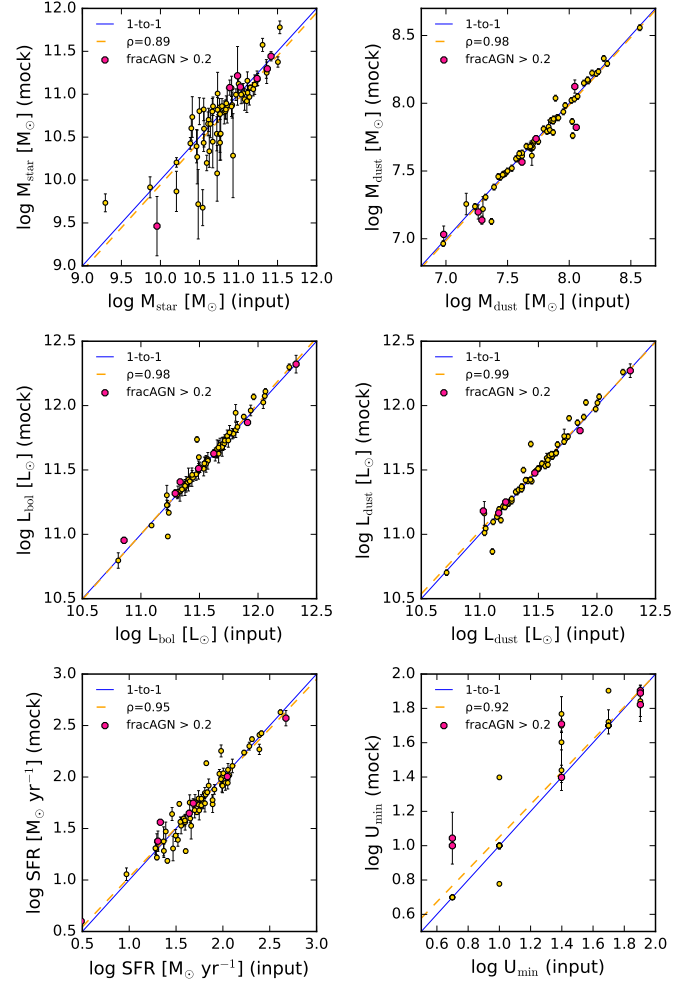 12.0
11.5
11.0
10.5
10.0
9.5
9.0
log M_star [M_⊙] (mock)
1-to-1
ρ=0.89
fracAGN > 0.2
9.0 9.5 10.0 10.5 11.0 11.5 12.0
log M_star [M_⊙] (input)
8.5
8.0
7.5
7.0
log M_dust [M_⊙] (mock)
1-to-1
ρ=0.98
fracAGN > 0.2
7.0 7.5 8.0 8.5
log M_dust [M_⊙] (input)
12.5
12.0
11.5
11.0
10.5
log L_bol [L_⊙] (mock)
1-to-1
ρ=0.98
fracAGN > 0.2
10.5 11.0 11.5 12.0 12.5
log L_bol [L_⊙] (input)
12.5
12.0
11.5
11.0
10.5
log L_dust [L_⊙] (mock)
1-to-1
ρ=0.99
fracAGN > 0.2
10.5 11.0 11.5 12.0 12.5
log L_dust [L_⊙] (input)
3.0
2.5
2.0
1.5
1.0
0.5
log SFR [M_⊙ yr⁻¹] (mock)
1-to-1
ρ=0.95
fracAGN > 0.2
0.5 1.0 1.5 2.0 2.5 3.0
log SFR [M_⊙ yr⁻¹] (input)
2.0
1.8
1.6
1.4
1.2
1.0
0.8
0.6
log U_min (mock)
1-to-1
ρ=0.92
fracAGN > 0.2
0.6 0.8 1.0 1.2 1.4 1.6 1.8 2.0
log U_min (input)